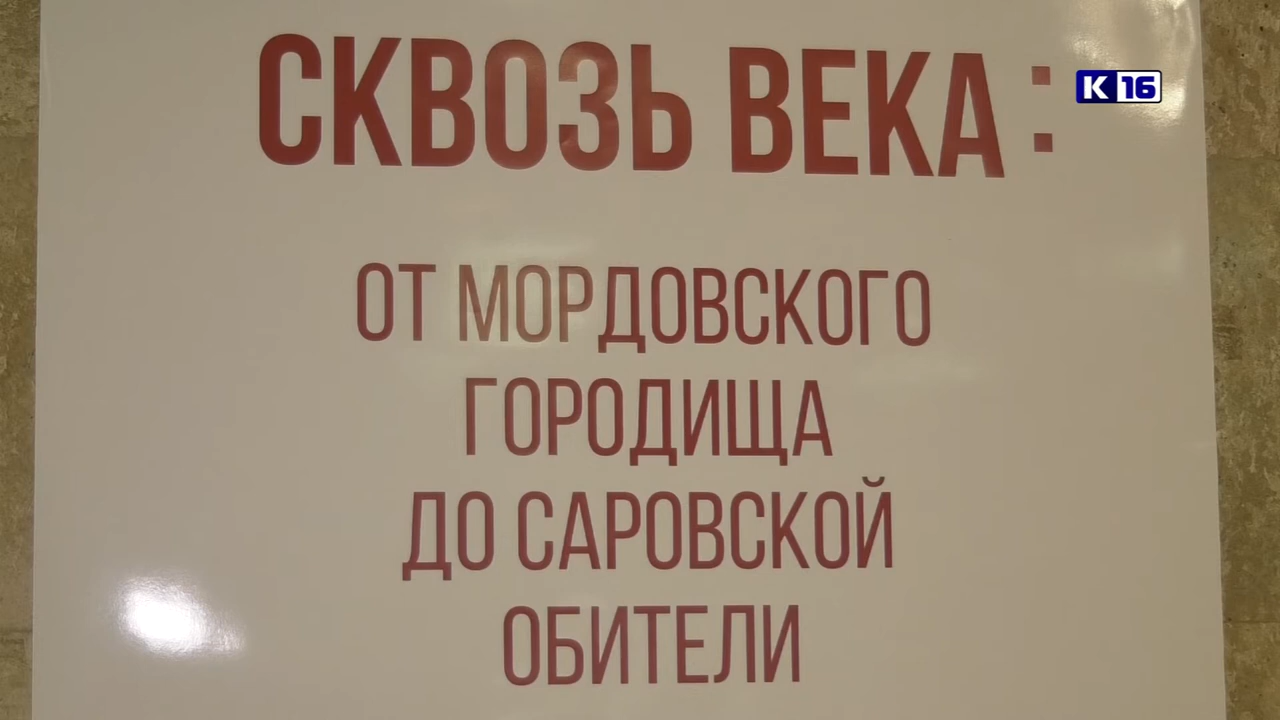 СКВОЗЬ ВЕКА :
К 16
ОТ МОРДОВСКОГО
ГОРОДИЩА
ДО САРОВСКОЙ
ОБИТЕЛИ